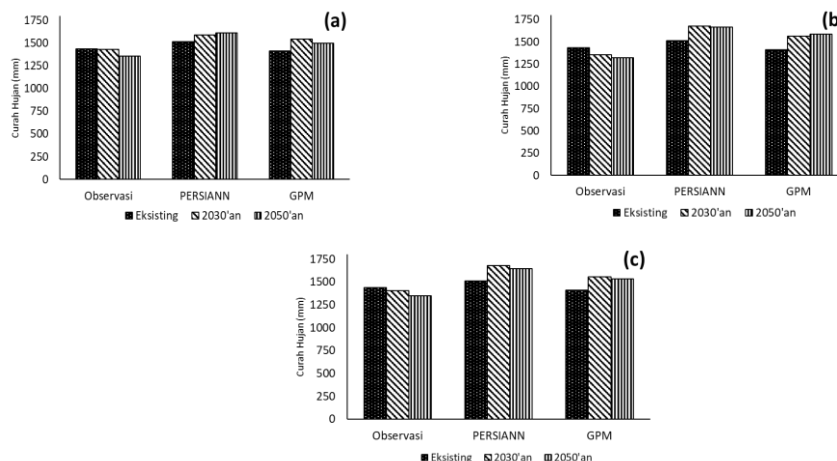 (a)
Curah Hujan (mm)
1750
1500
1250
1000
750
500
250
0
Observasi PERSIANN GPM
Eksisting 2030'an 2050'an
(b)
Curah Hujan (mm)
1750
1500
1250
1000
750
500
250
0
Observasi PERSIANN GPM
Eksisting 2030'an 2050'an
(c)
Curah Hujan (mm)
1750
1500
1250
1000
750
500
250
0
Observasi PERSIANN GPM
Eksisting 2030'an 2050'an